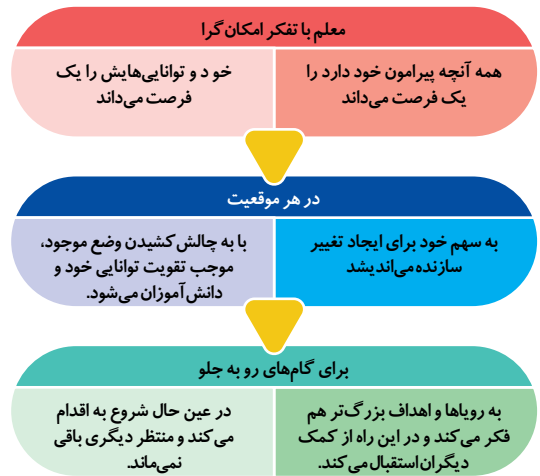 معلم با تفکر امکان‌گرا
همه آنچه پیرامون خود دارد را
یک فرصت می‌داند
خو د و توانایی‌هایش را یک
فرصت می‌داند
در هر موقعیت
به سهم خود برای ایجاد تغییر
سازنده می‌اندیشد
با به چالش کشیدن وضع موجود،
موجب تقویت توانایی خود و
دانش‌آموزان می‌شود.
برای گام‌های رو به جلو
به رویاها و اهداف بزرگ‌تر هم
فکر می‌کند و در این راه از کمک
دیگران استقبال می‌کند.
در عین حال شروع به اقدام
می‌کند و منتظر دیگری باقی
نمی‌ماند.